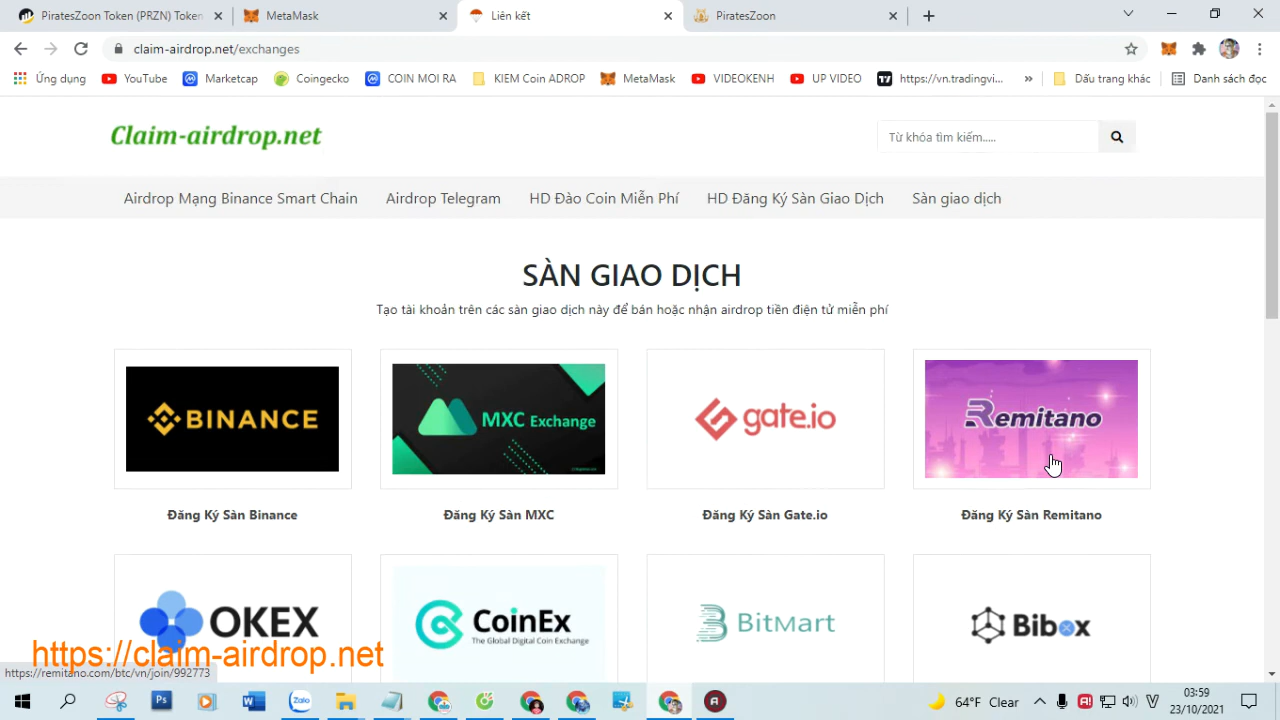 PiratesZoon Token (PRZN) Token
MetaMask
Liên kết
PiratesZoon
claim-airdrop.net/exchanges
Ứng dụng
YouTube
Marketcap
Coingecko
COIN MOI RA
KIEM Coin ADROP
MetaMask
VIDEOKENH
UP VIDEO
https://vn.tradingvi...
»
Dấu trang khác
Danh sách đọc
Claim-airdrop.net
Từ khóa tìm kiếm.....
Airdrop Mạng Binance Smart Chain
Airdrop Telegram
HD Đào Coin Miễn Phí
HD Đăng Ký Sàn Giao Dịch
Sàn giao dịch
SÀN GIAO DỊCH
Tạo tài khoản trên các sàn giao dịch này để bán hoặc nhận airdrop tiền điện tử miễn phí
BINANCE
MXC Exchange
gate.io
Remitano
Đăng Ký Sàn Binance
Đăng Ký Sàn MXC
Đăng Ký Sàn Gate.io
Đăng Ký Sàn Remitano
OKEX
CoinEx
The Global Digital Coin Exchange
BitMart
Bibox
https://claim-airdrop.net
https://remitano.com/btc/vn/join/992773
64°F Clear
03:59
23/10/2021